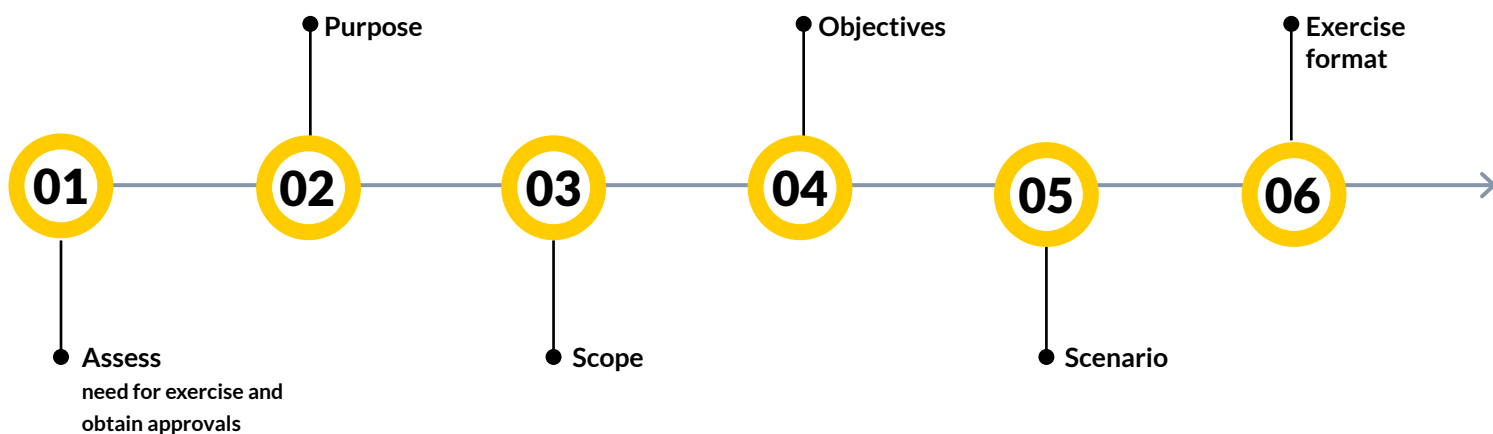 01
Assess
need for exercise and
obtain approvals
02
Purpose
03
Scope
04
Objectives
05
Scenario
06
Exercise
format